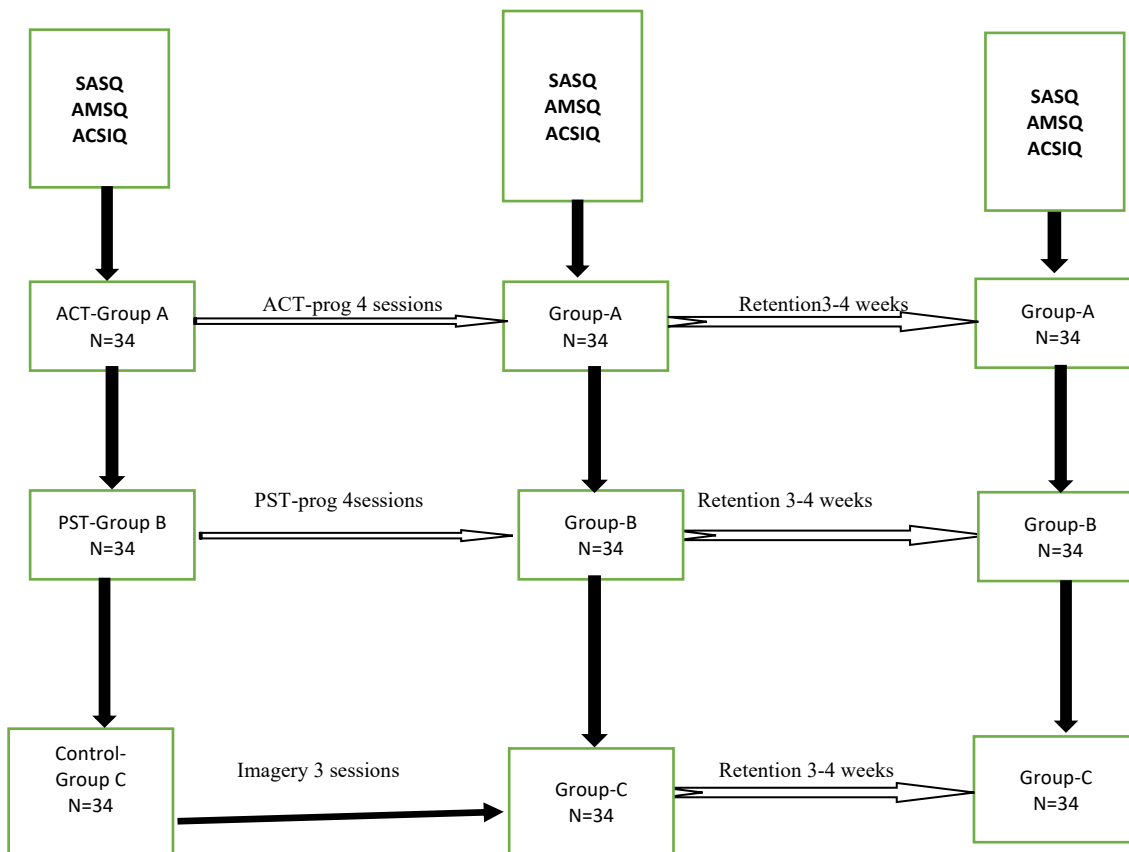 SASQ
AMSQ
ACSIQ
SASQ
AMSQ
ACSIQ
SASQ
AMSQ
ACSIQ
ACT-Group A
N=34
ACT-prog 4 sessions
Group-A
N=34
Retention3-4 weeks
Group-A
N=34
PST-Group B
N=34
PST-prog 4sessions
Group-B
N=34
Retention 3-4 weeks
Group-B
N=34
Control-
Group C
N=34
Imagery 3 sessions
Group-C
N=34
Retention 3-4 weeks
Group-C
N=34